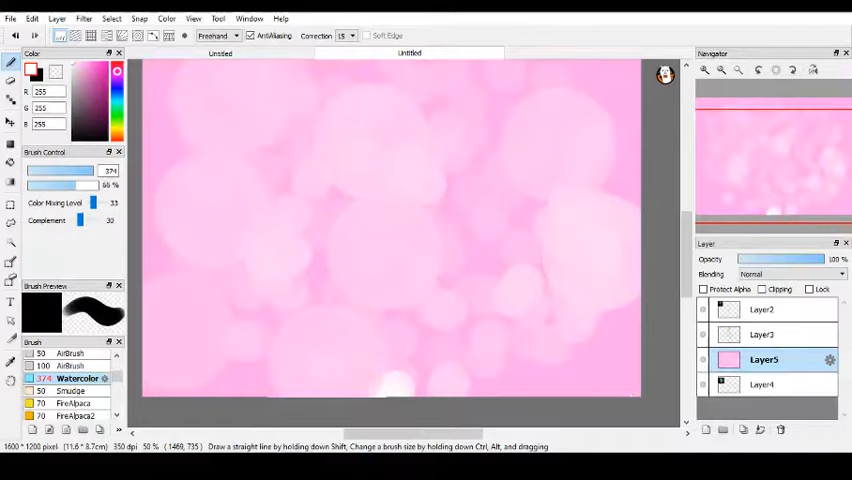 File Edit Layer Filter Select Snap Color View Tool Window Help
Freehand AntiAliasing Correction 15 Soft Edge
Color
Untitled
Untitled
Navigator
R 255
G 255
B 255
Brush Control
374
66 %
Color Mixing Level 33
Complement 30
Layer
Opacity 100 %
Blending Normal
Protect Alpha Clipping Lock
Brush Preview
Layer2
Layer3
Layer5
Layer4
Brush
50 AirBrush
100 AirBrush
374 Watercolor
50 Smudge
70 FireAlpaca
70 FireAlpaca2
1600 * 1200 pixel (11.6 * 8.7cm) 350 dpi 50 % (1469, 735) Draw a straight line by holding down Shift, Change a brush size by holding down Ctrl, Alt, and dragging